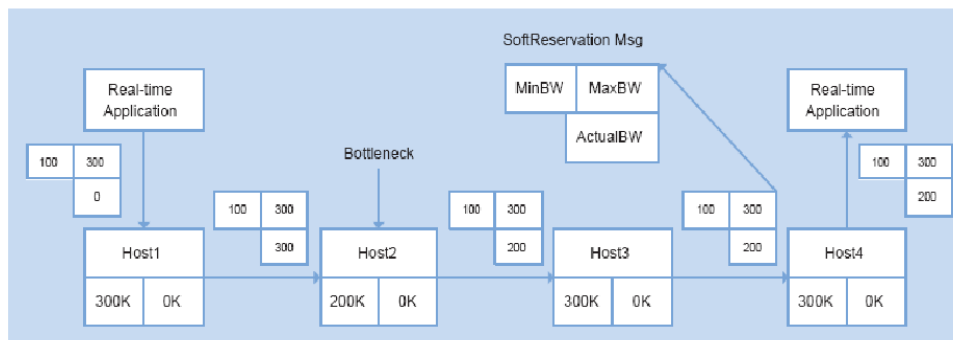 SoftReservation Msg
Real-time
Application
MinBW MaxBW
ActualBW
Real-time
Application
Bottleneck
100 300
0
100 300
300
100 300
200
100 300
200
100 300
200
Host1
300K 0K
Host2
200K 0K
Host3
300K 0K
Host4
300K 0K